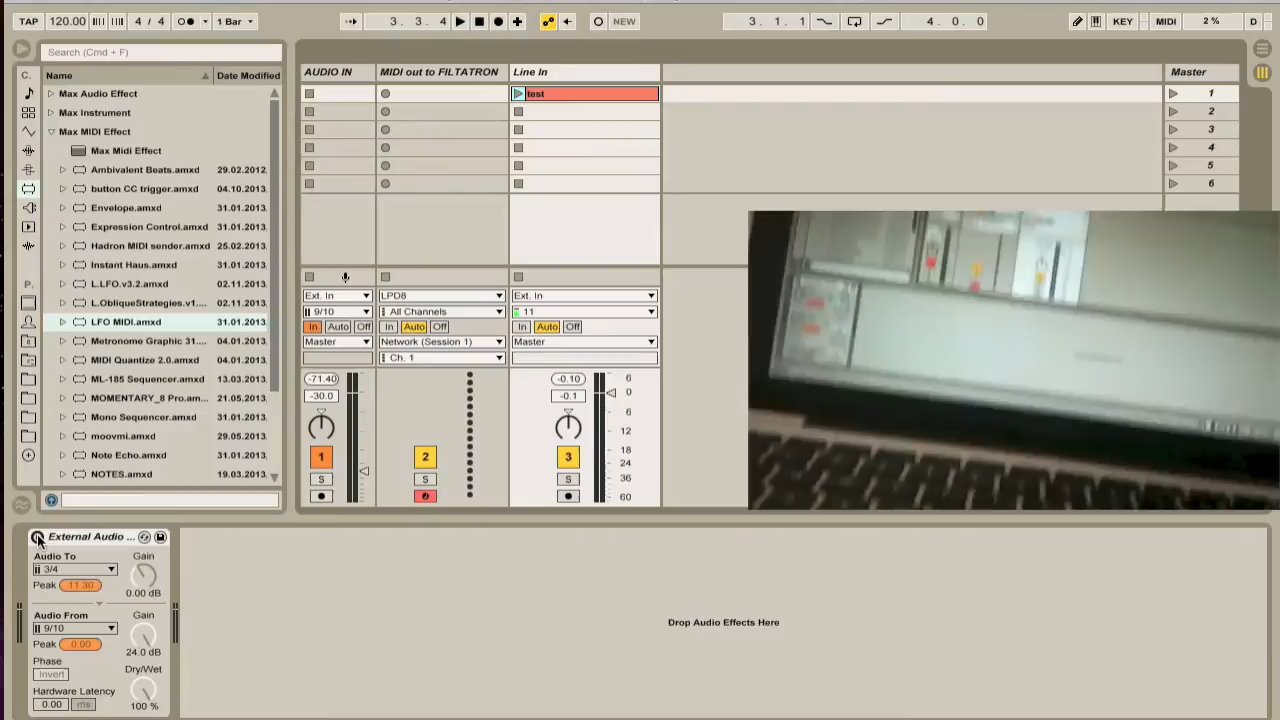 TAP 120.00 4 / 4 1 Bar 3. 3. 4 NEW 3. 1. 1 4. 0. 0 KEY MIDI 2 % D
Search (Cmd + F)
C. Name Date Modified
Max Audio Effect
Max Instrument
Max MIDI Effect
Max Midi Effect
Ambivalent Beats.amxd 29.02.2012,
button CC trigger.amxd 04.10.2013,
Envelope.amxd 31.01.2013,
Expression Control.amxd 31.01.2013,
Hadron MIDI sender.amxd 25.02.2013,
Instant Haus.amxd 31.01.2013,
L.LFO.v3.2.amxd 02.11.2013,
P. L.ObliqueStrategies.v1.... 02.11.2013,
LFO MIDI.amxd 31.01.2013,
Metronome Graphic 31.... 04.01.2013,
MIDI Quantize 2.0.amxd 04.01.2013,
ML-185 Sequencer.amxd 13.03.2013,
MOMENTARY_8 Pro.am... 21.05.2013,
Mono Sequencer.amxd 31.01.2013,
moovmi.amxd 29.05.2013,
Note Echo.amxd 31.01.2013,
NOTES.amxd 19.03.2013,
AUDIO IN MIDI out to FILTATRON Line In Master
test 1
2
3
4
5
6
Ext. In LPD8 Ext. In
9/10 All Channels 11
In Auto Off In Auto Off In Auto Off
Master Network (Session 1) Master
Ch. 1
-71.40 -0.10 6
-30.0 -0.1 0
6
12
1 2 3 18
24
S S S 36
60
External Audio ...
Audio To Gain
3/4
Peak 11.30 0.00 dB
Audio From Gain
9/10
Peak 0.00 24.0 dB
Phase Dry/Wet
Invert
Hardware Latency
0.00 ms 100 %
Drop Audio Effects Here